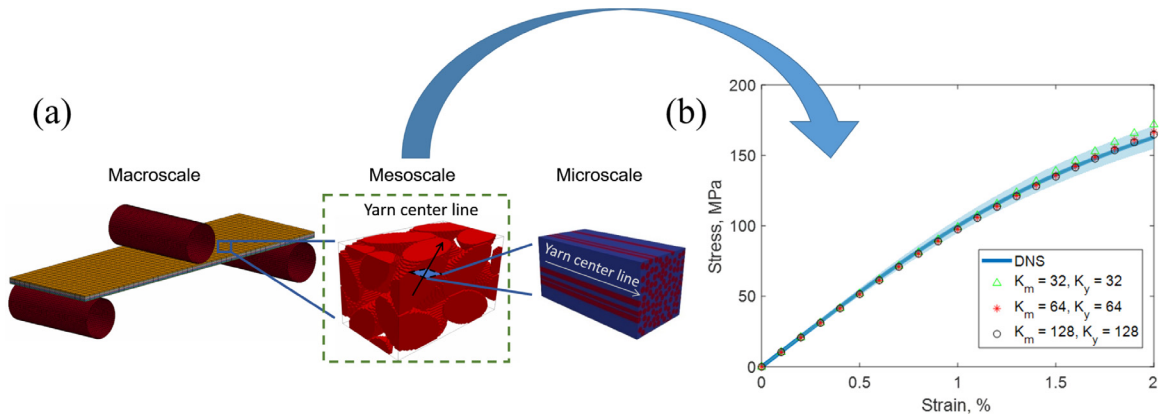 (a)
Macroscale
Mesoscale
Microscale
Yarn center line
Yarn center line
(b)
Stress, MPa
200
150
100
50
0
0
0.5
1
1.5
2
Strain, %
DNS
K_m = 32, K_y = 32
K_m = 64, K_y = 64
K_m = 128, K_y = 128